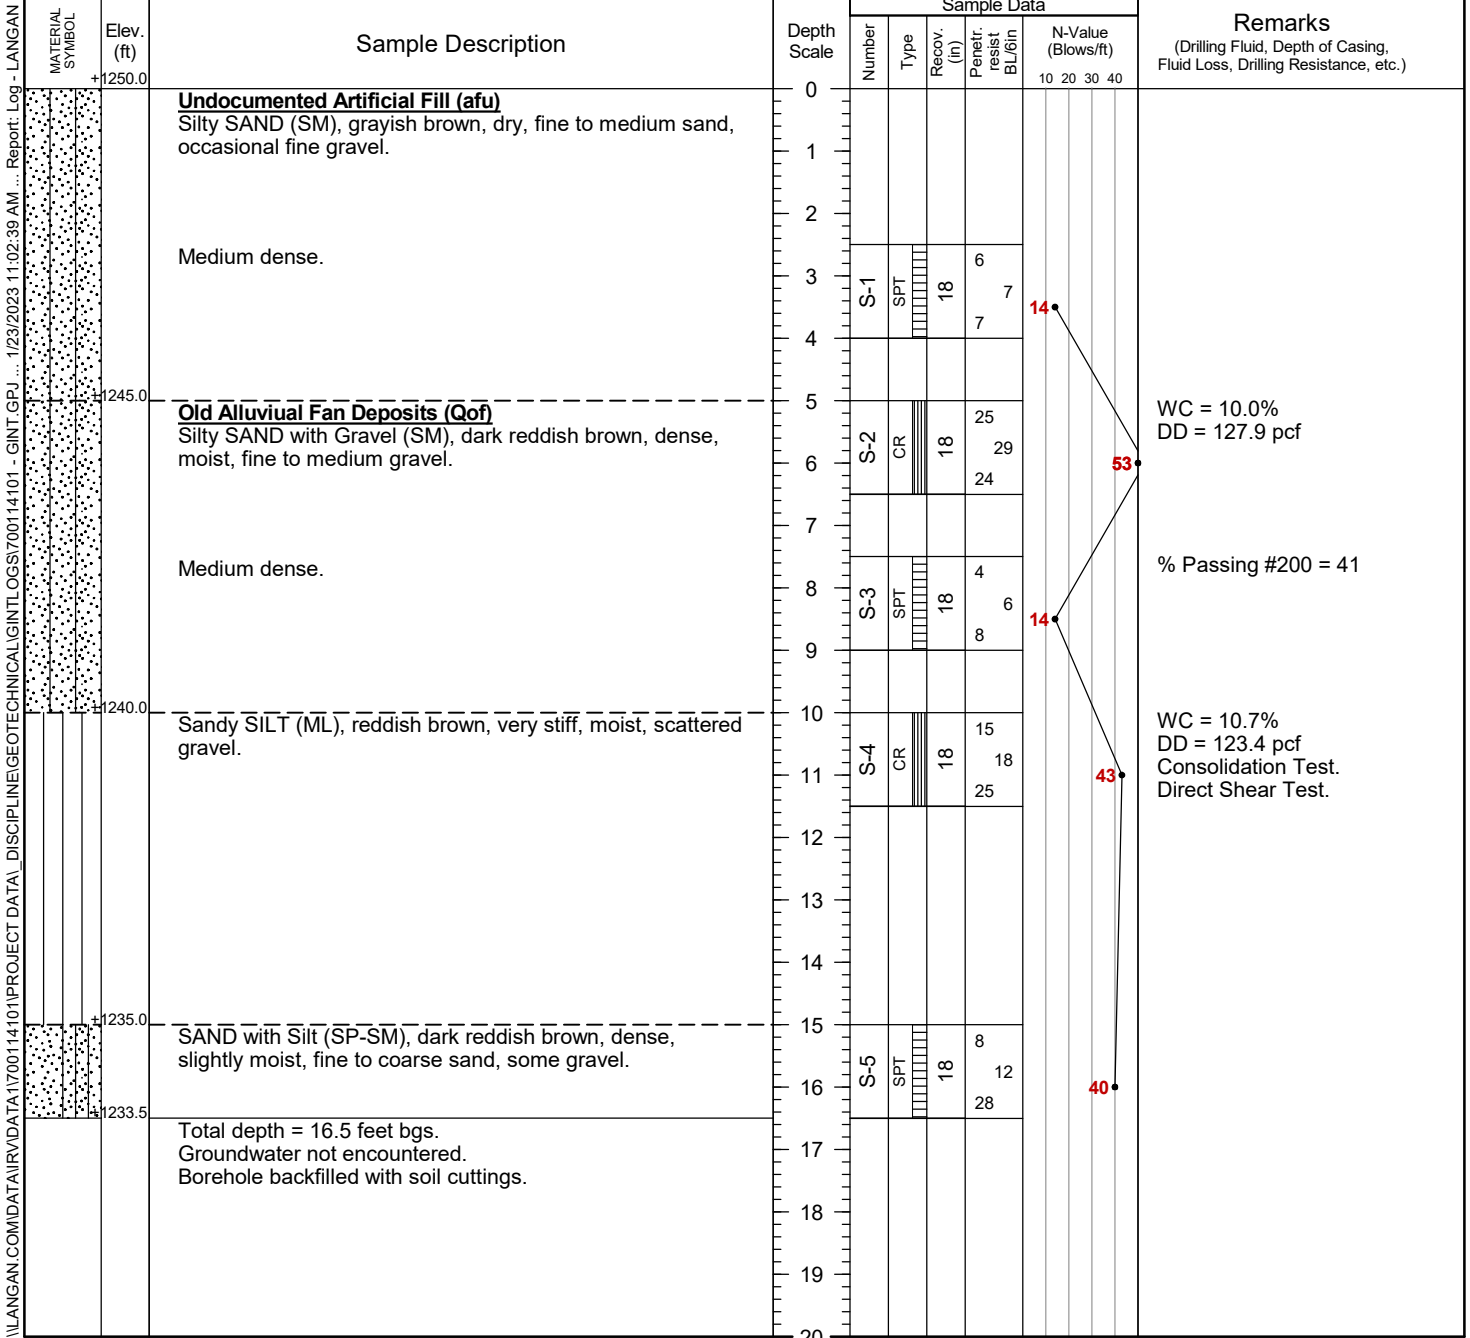 \\LANGAN.COM\DATA\IRV\DATA1\700114101\PROJECT DATA\_DISCIPLINE\GEOTECHNICAL\GINTLOGS\700114101 - GINT.GPJ ... 1/23/2023 11:02:39 AM ... Report: Log - LANGAN
MATERIAL
SYMBOL
Elev.
(ft)
Sample Description
Depth
Scale
Sample Data
Number
Type
Recov.
(in)
Penetr.
resist
BL/6in
N-Value
(Blows/ft)
10 20 30 40
Remarks
(Drilling Fluid, Depth of Casing,
Fluid Loss, Drilling Resistance, etc.)
+1250.0
0
Undocumented Artificial Fill (afu)
Silty SAND (SM), grayish brown, dry, fine to medium sand,
occasional fine gravel.
1
2
Medium dense.
3
S-1 SPT 18 6 7 7
14
4
+1245.0
5
Old Alluviual Fan Deposits (Qof)
Silty SAND with Gravel (SM), dark reddish brown, dense,
moist, fine to medium gravel.
S-2 CR 18 25 29 24
53
WC = 10.0%
DD = 127.9 pcf
6
7
Medium dense.
% Passing #200 = 41
8
S-3 SPT 18 4 6 8
14
9
+1240.0
10
Sandy SILT (ML), reddish brown, very stiff, moist, scattered
gravel.
S-4 CR 18 15 18 25
43
WC = 10.7%
DD = 123.4 pcf
Consolidation Test.
Direct Shear Test.
11
12
13
14
+1235.0
15
SAND with Silt (SP-SM), dark reddish brown, dense,
slightly moist, fine to coarse sand, some gravel.
S-5 SPT 18 8 12 28
40
16
+1233.5
Total depth = 16.5 feet bgs.
Groundwater not encountered.
Borehole backfilled with soil cuttings.
17
18
19
20